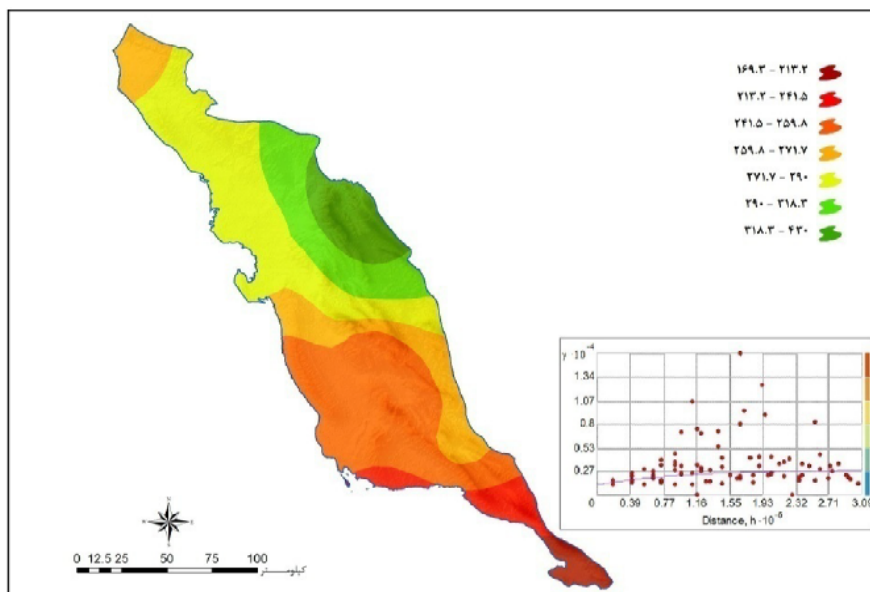 ۱۶۹.۳ – ۲۱۳.۲
۲۱۳.۲ – ۲۴۱.۵
۲۴۱.۵ – ۲۵۹.۸
۲۵۹.۸ – ۲۷۱.۷
۲۷۱.۷ – ۲۹۰
۲۹۰ – ۳۱۸.۳
۳۱۸.۳ – ۴۳۰
γ ·10⁻⁴
1.34
1.07
0.8
0.53
0.27
0 0.39 0.77 1.16 1.55 1.93 2.32 2.71 3.09
Distance, h ·10⁻⁵
N
0 12.5 25 50 75 100